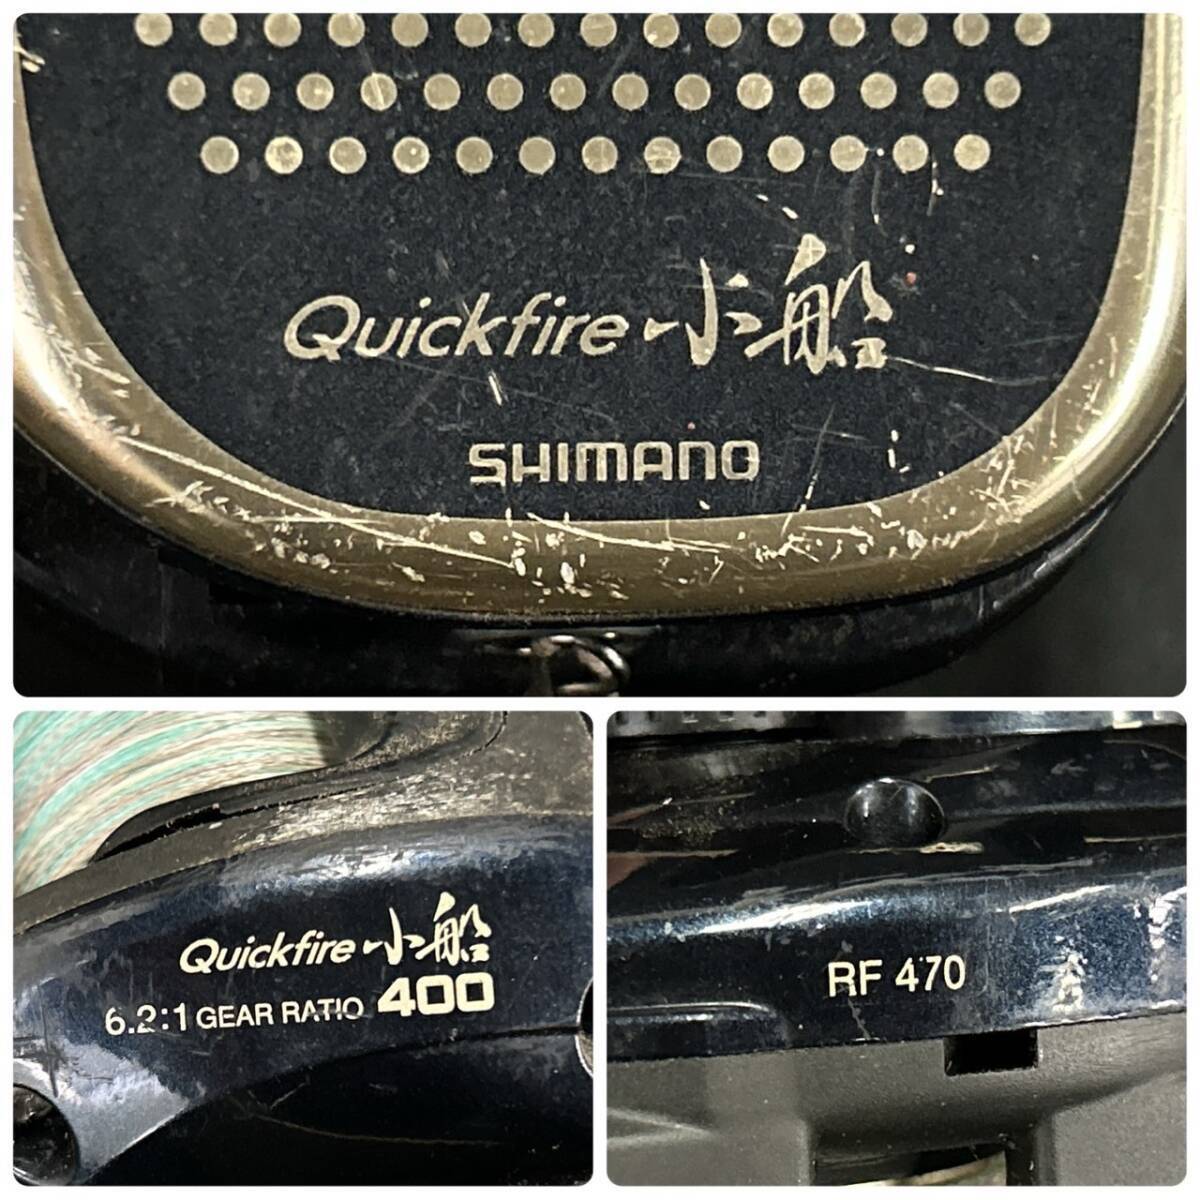 Quickfire 小船
SHIMANO
Quickfire 小船
6.2:1 GEAR RATIO 400
RF 470